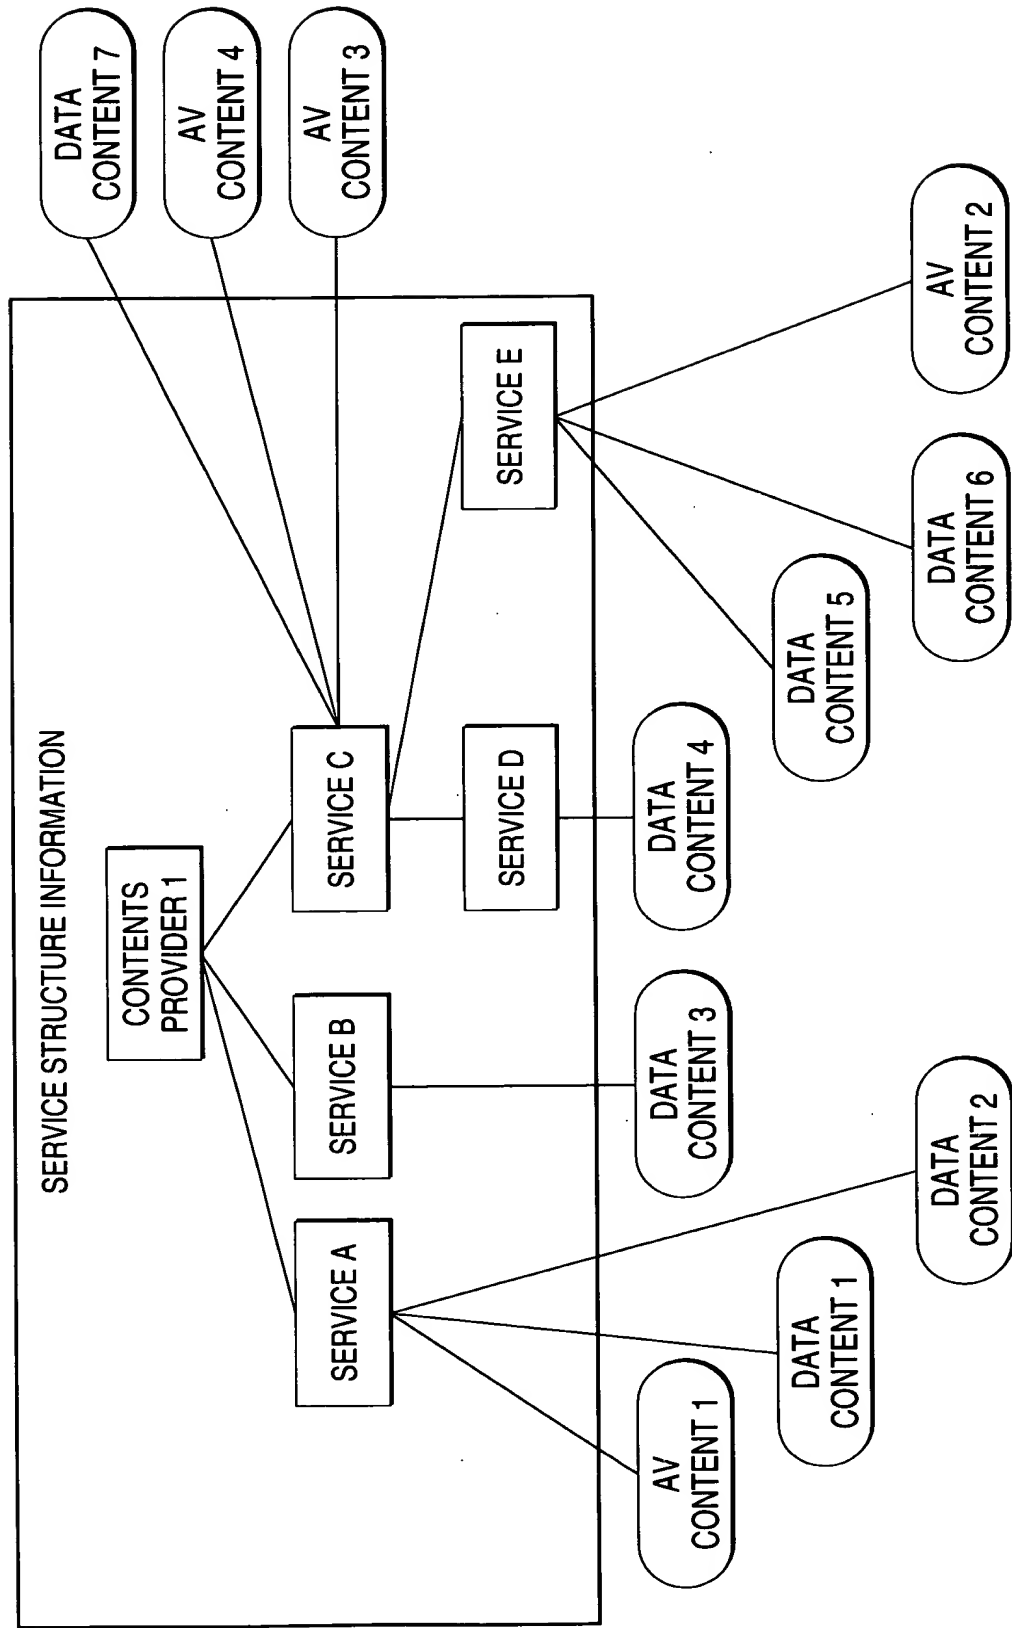 SERVICE STRUCTURE INFORMATION
CONTENTS
PROVIDER 1
SERVICE A
SERVICE B
SERVICE C
SERVICE D
SERVICE E
DATA
CONTENT 7
AV
CONTENT 4
AV
CONTENT 3
AV
CONTENT 1
DATA
CONTENT 1
DATA
CONTENT 2
DATA
CONTENT 3
DATA
CONTENT 4
DATA
CONTENT 5
DATA
CONTENT 6
AV
CONTENT 2